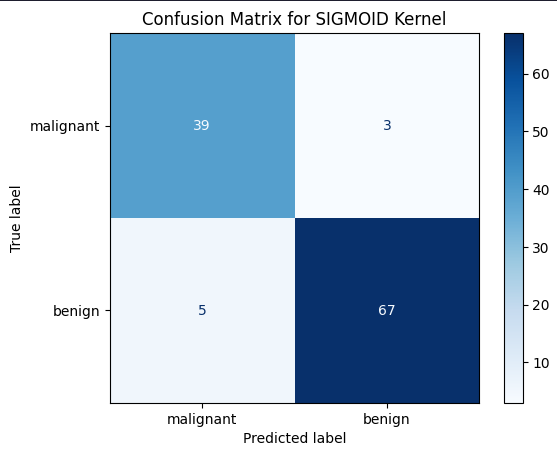 Confusion Matrix for SIGMOID Kernel
True label
malignant
benign
39
3
5
67
malignant
benign
Predicted label
60
50
40
30
20
10